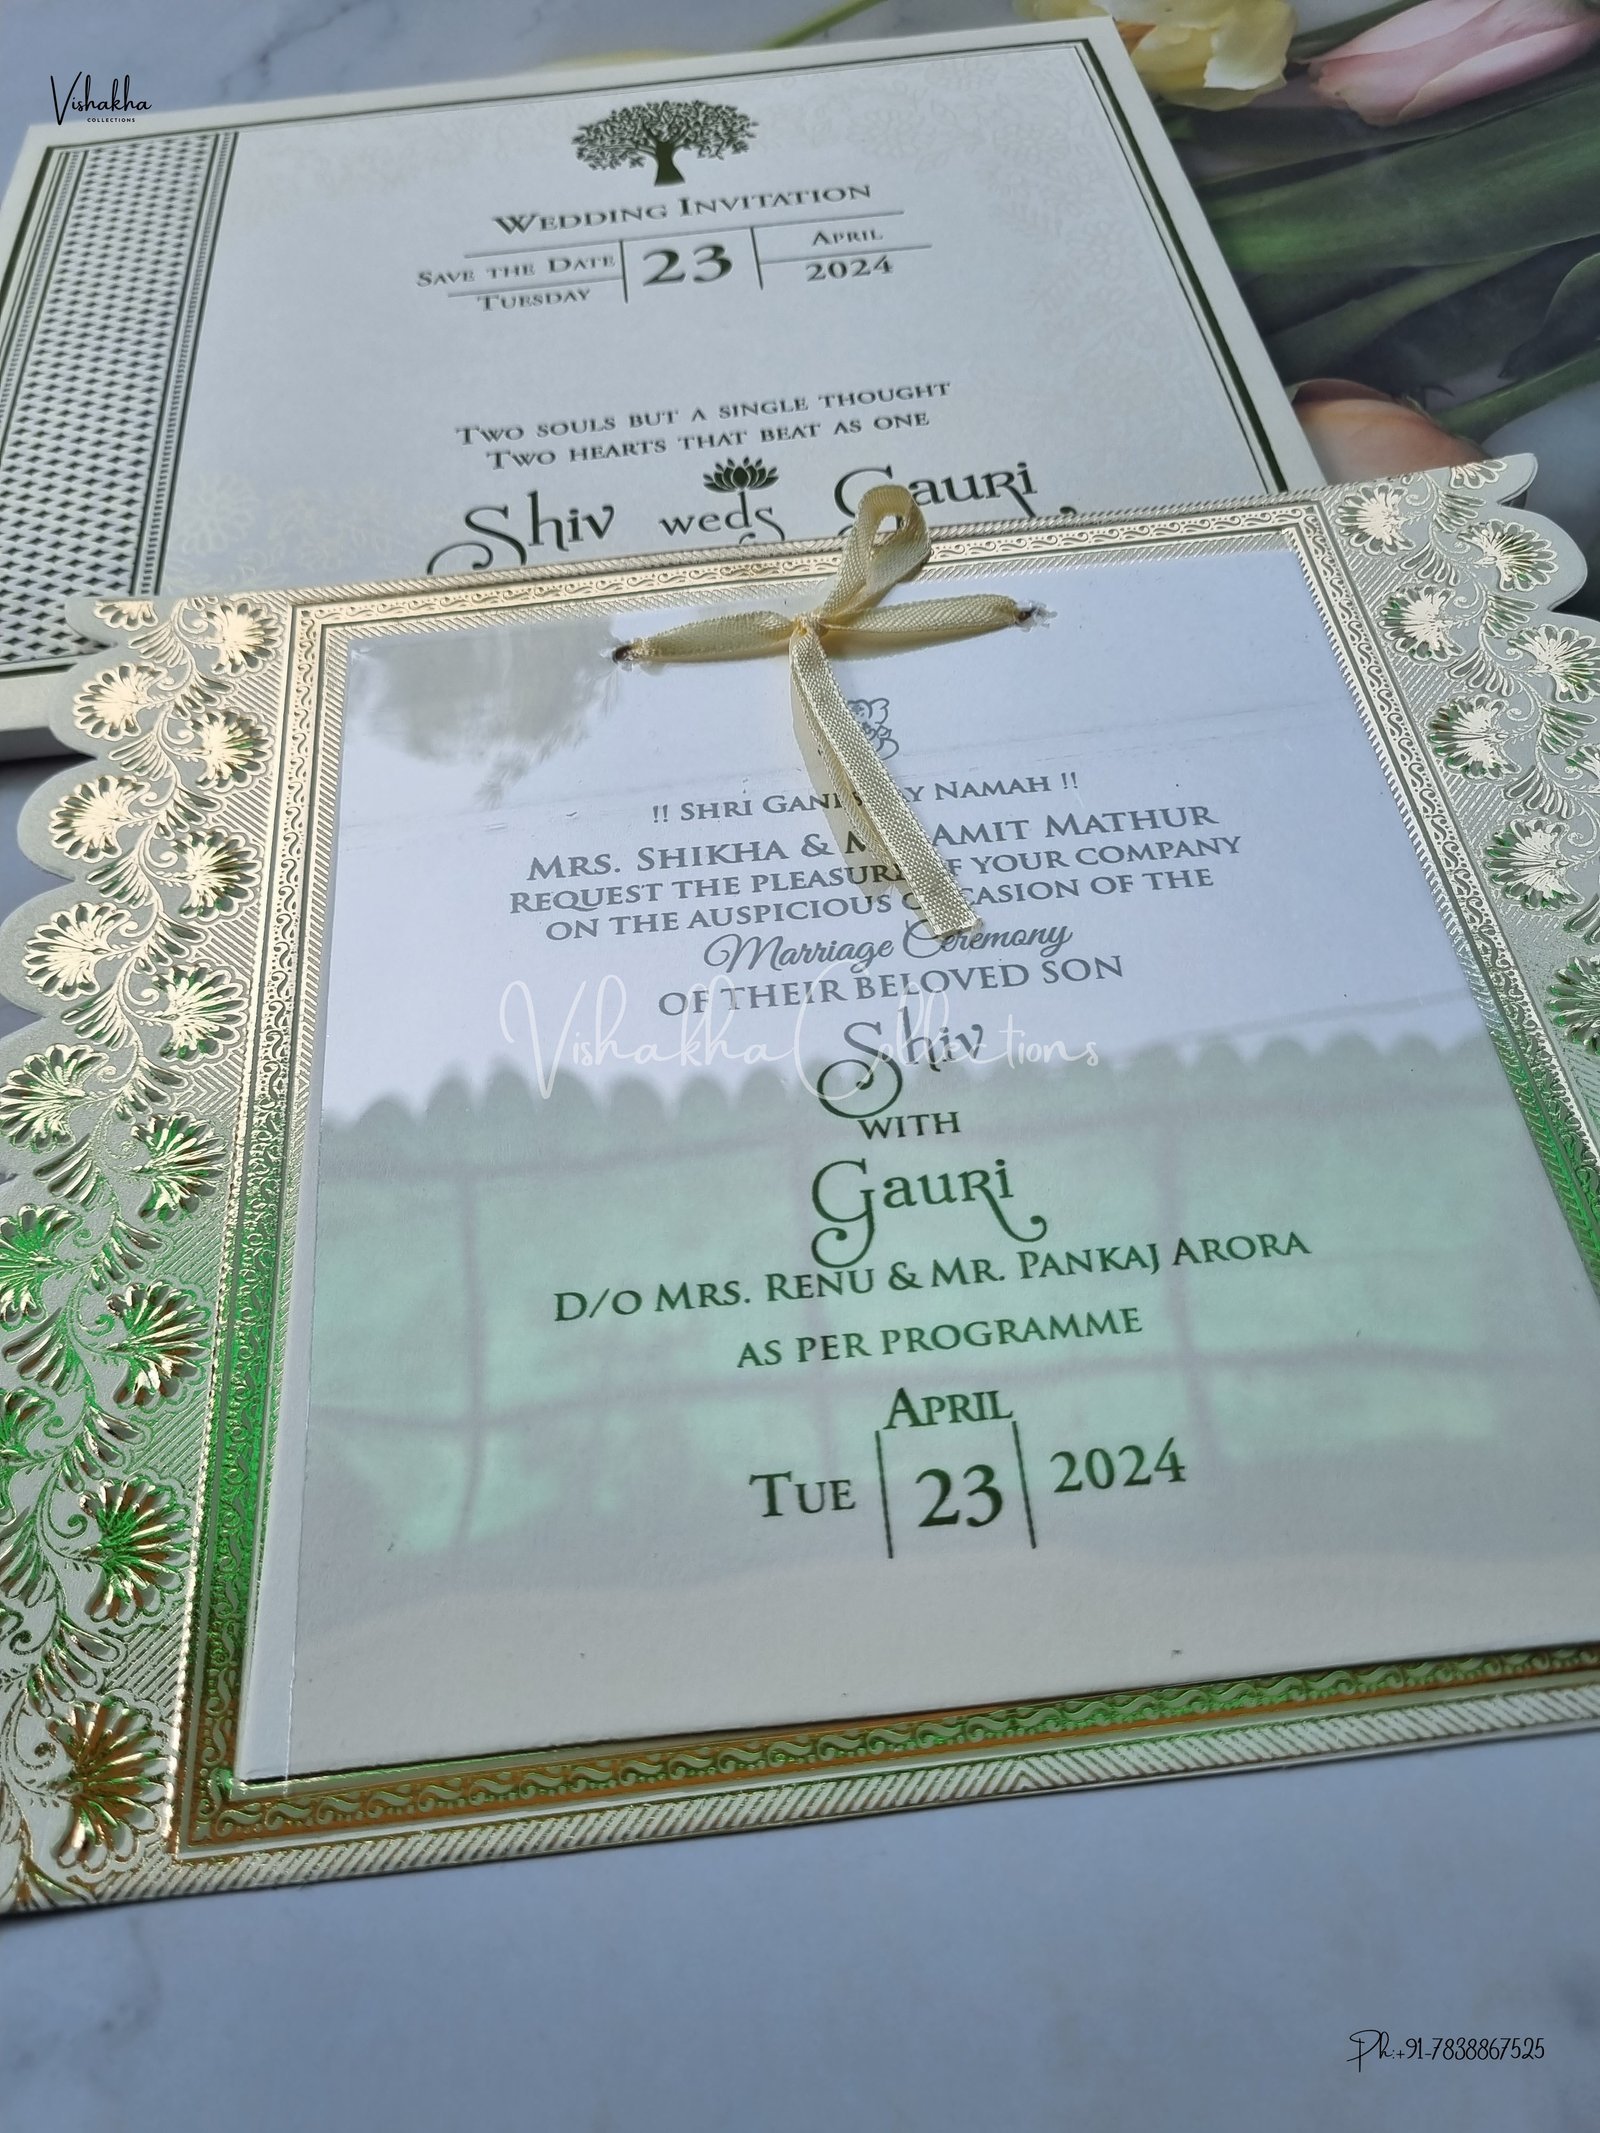 Vishakha
COLLECTIONS
WEDDING INVITATION
SAVE THE DATE
TUESDAY
23
APRIL
2024
TWO SOULS BUT A SINGLE THOUGHT
TWO HEARTS THAT BEAT AS ONE
Shiv weds Gauri
!! SHRI NAMAH !!
MRS. SHIKHA & AMIT MATHUR
REQUEST THE PLEASURE OF YOUR COMPANY
ON THE AUSPICIOUS OCCASION OF THE
Marriage Ceremony
OF THEIR BELOVED SON
Vishakha Collections
Shiv
WITH
Gauri
D/O MRS. RENU & MR. PANKAJ ARORA
AS PER PROGRAMME
APRIL
TUE 23 2024
Ph:+91-7838867525